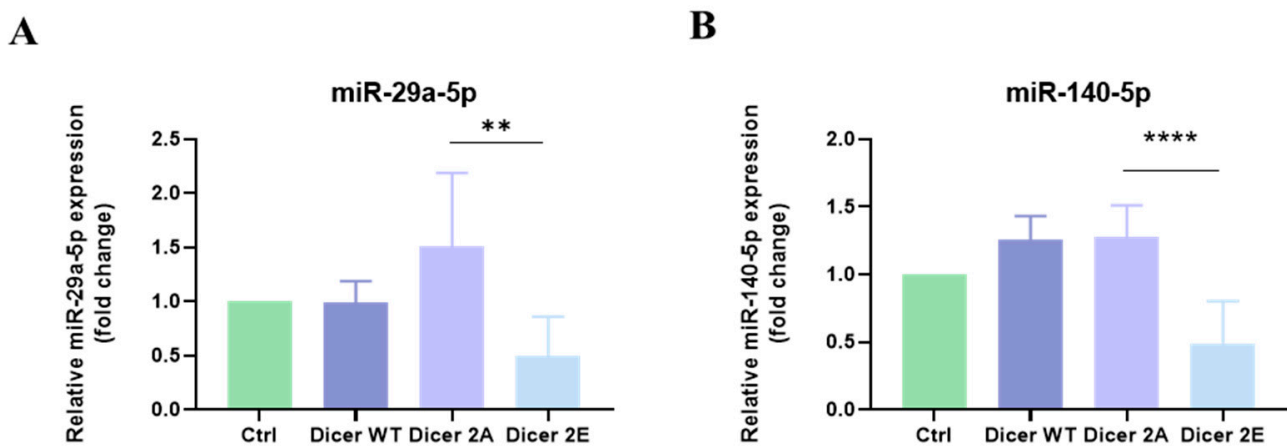 A
miR-29a-5p
**
Relative miR-29a-5p expression
(fold change)
2.5
2.0
1.5
1.0
0.5
0.0
Ctrl Dicer WT Dicer 2A Dicer 2E
B
miR-140-5p
****
Relative miR-140-5p expression
(fold change)
2.0
1.5
1.0
0.5
0.0
Ctrl Dicer WT Dicer 2A Dicer 2E